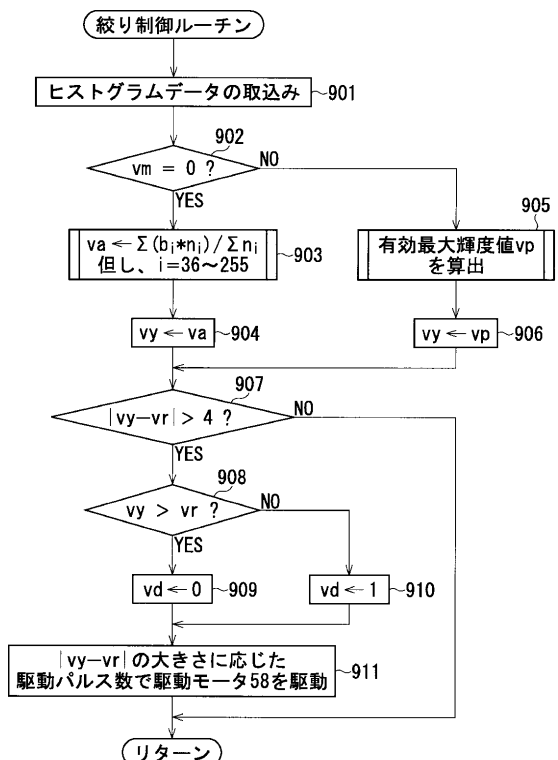 絞り制御ルーチン
ヒストグラムデータの取込み
901
902
vm = 0 ?
NO
YES
va←Σ(bi*ni)/Σni
但し、i=36〜255
903
905
有効最大輝度値vp
を算出
vy ← va
904
vy ← vp
906
907
|vy−vr| > 4 ?
NO
YES
908
vy > vr ?
NO
YES
vd ← 0
909
vd ← 1
910
|vy−vr|の大きさに応じた
駆動パルス数で駆動モータ58を駆動
911
リターン